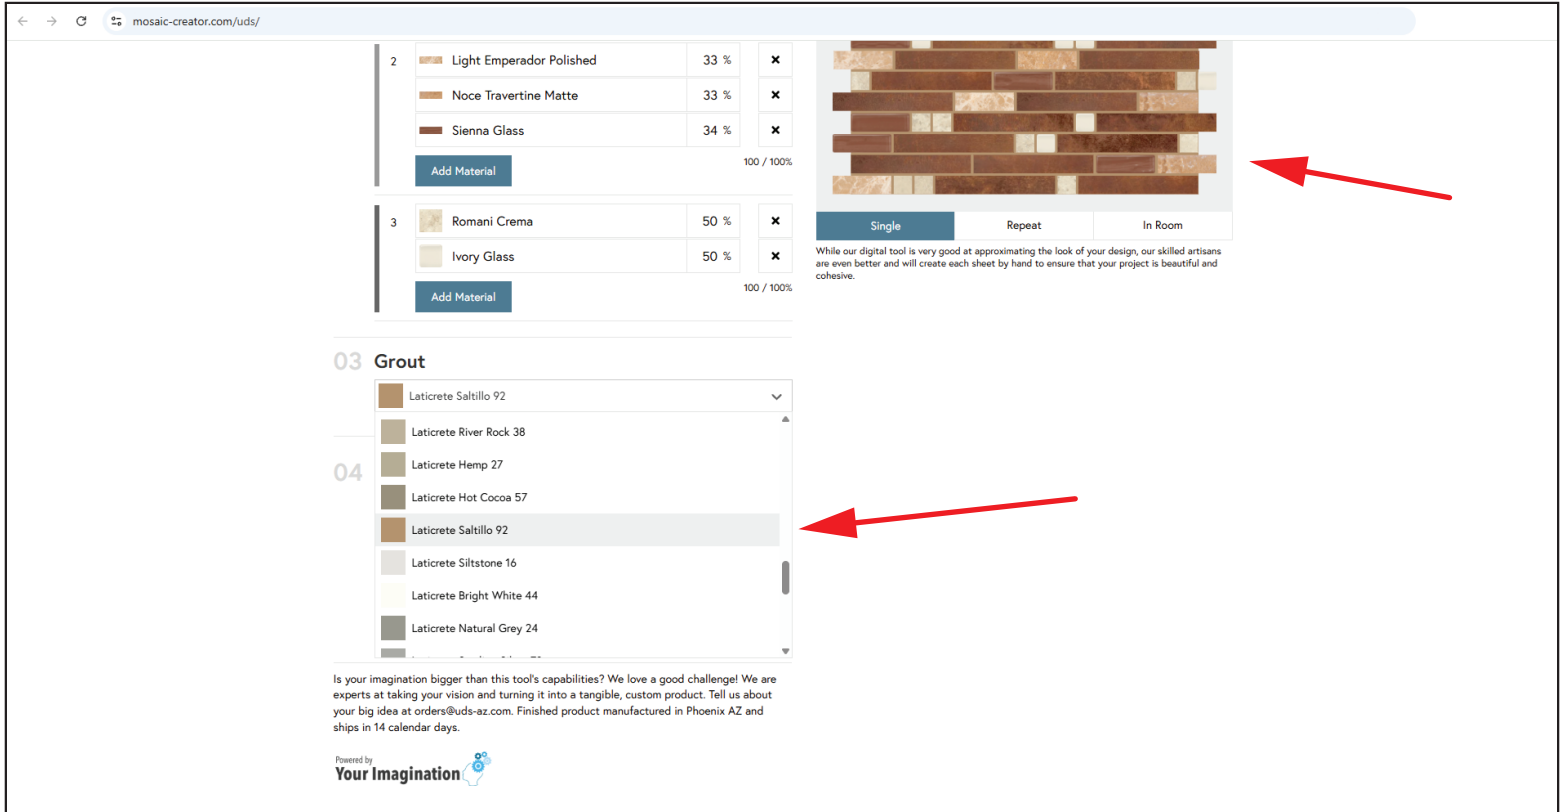 mosaic-creator.com/uds/
2
Light Emperador Polished
33 %
Noce Travertine Matte
33 %
Sienna Glass
34 %
Add Material
100 / 100%
3
Romani Crema
50 %
Ivory Glass
50 %
Add Material
100 / 100%
Single
Repeat
In Room
While our digital tool is very good at approximating the look of your design, our skilled artisans
are even better and will create each sheet by hand to ensure that your project is beautiful and
cohesive.
03 Grout
Laticrete Saltillo 92
Laticrete River Rock 38
Laticrete Hemp 27
Laticrete Hot Cocoa 57
Laticrete Saltillo 92
Laticrete Siltstone 16
Laticrete Bright White 44
Laticrete Natural Grey 24
04
Is your imagination bigger than this tool's capabilities? We love a good challenge! We are
experts at taking your vision and turning it into a tangible, custom product. Tell us about
your big idea at orders@uds-az.com. Finished product manufactured in Phoenix AZ and
ships in 14 calendar days.
Powered by
Your Imagination